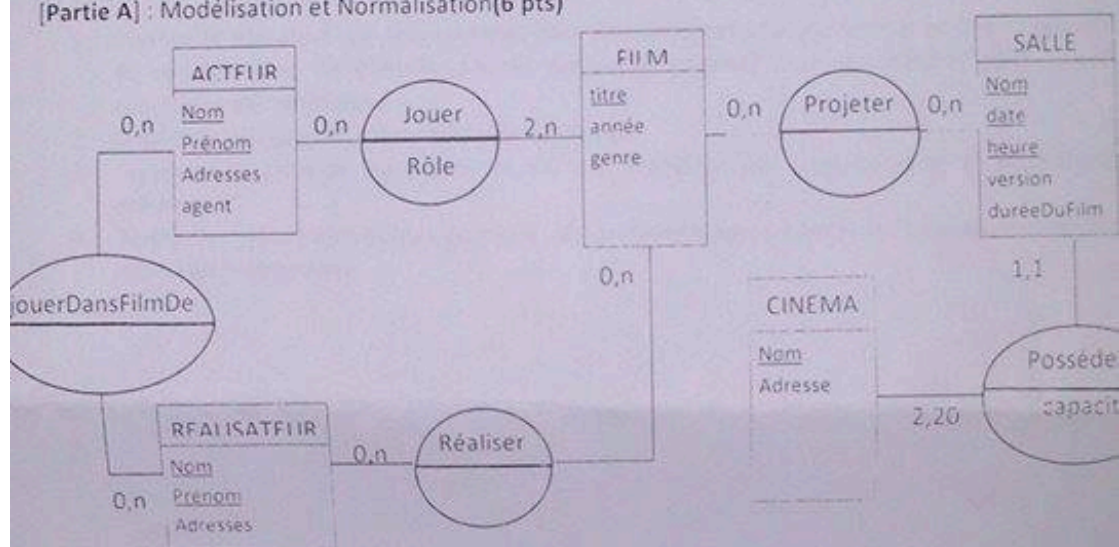 [Partie A] : Modélisation et Normalisation(6 pts)
ACTEUR
Nom
Prénom
Adresses
agent
0,n
0,n
Jouer
Rôle
2,n
FILM
titre
année
genre
0,n
Projeter
0,n
SALLE
Nom
date
heure
version
duréeDuFilm
0,n
1,1
jouerDansFilmDe
CINEMA
Nom
Adresse
2,20
Posséde
capacit
REALISATEUR
Nom
Prénom
Adresses
0,n
0,n
Réaliser